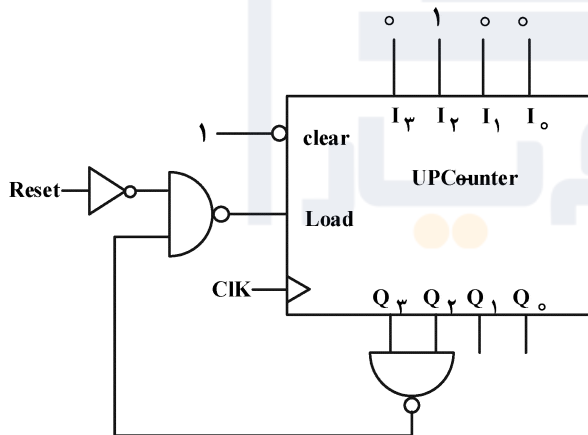 ۰ ۱ ۰ ۰
I۳ I۲ I۱ I۰
۱ clear
UPCounter
Reset
Load
ClK
Q۳ Q۲ Q۱ Q۰